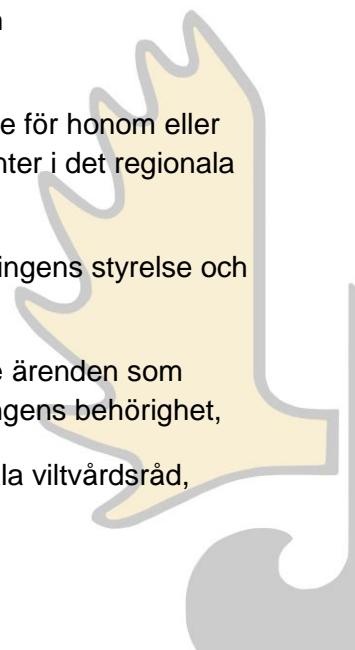 e för honom eller
nter i det regionala
ingens styrelse och
e ärenden som
ngens behörighet,
la viltvårdsråd,